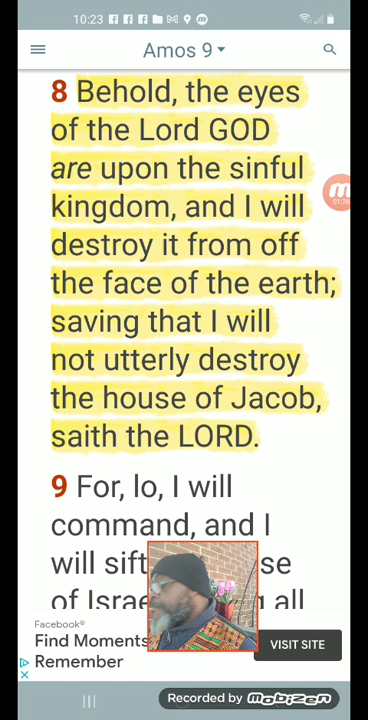 10:23
Amos 9
8 Behold, the eyes
of the Lord GOD
are upon the sinful
kingdom, and I will
01:26
destroy it from off
the face of the earth;
saving that I will
not utterly destroy
the house of Jacob,
saith the LORD.
9 For, lo, I will
command, and I
will sift se
of Israe all
Facebook®
Find Moments
Remember
VISIT SITE
Recorded by mobizen